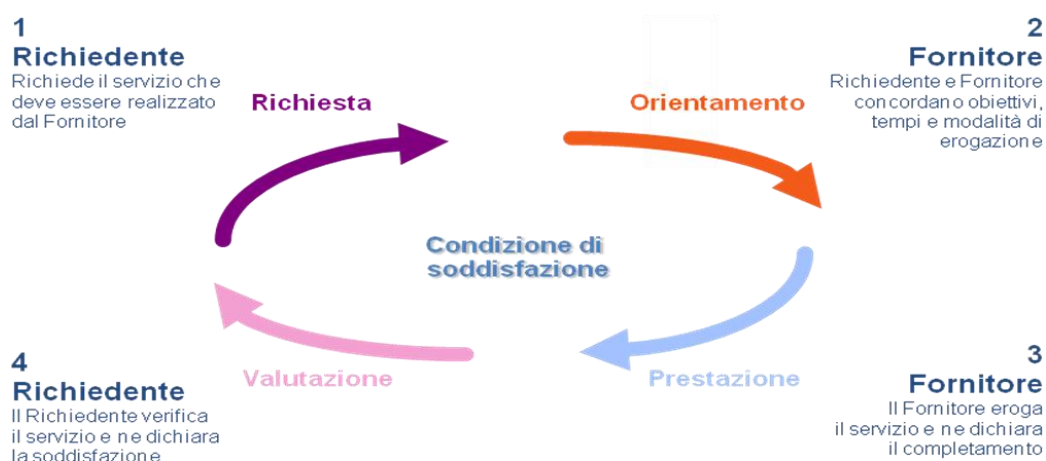 1
Richiedente
Richiede il servizio che
deve essere realizzato
dal Fornitore
Richiesta
Orientamento
2
Fornitore
Richiedente e Fornitore
concordano obiettivi,
tempi e modalità di
erogazione
Condizione di
soddisfazione
4
Richiedente
Il Richiedente verifica
il servizio e ne dichiara
la soddisfazione
Valutazione
Prestazione
3
Fornitore
Il Fornitore eroga
il servizio e ne dichiara
il completamento